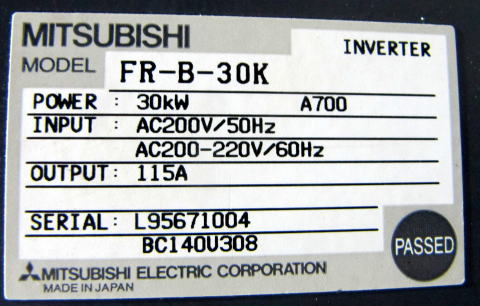 MITSUBISHI
INVERTER
MODEL FR-B-30K
POWER : 30kW A700
INPUT : AC200V/50Hz
AC200-220V/60Hz
OUTPUT : 115A
SERIAL : L95671004
BC140U308
PASSED
MITSUBISHI ELECTRIC CORPORATION
MADE IN JAPAN